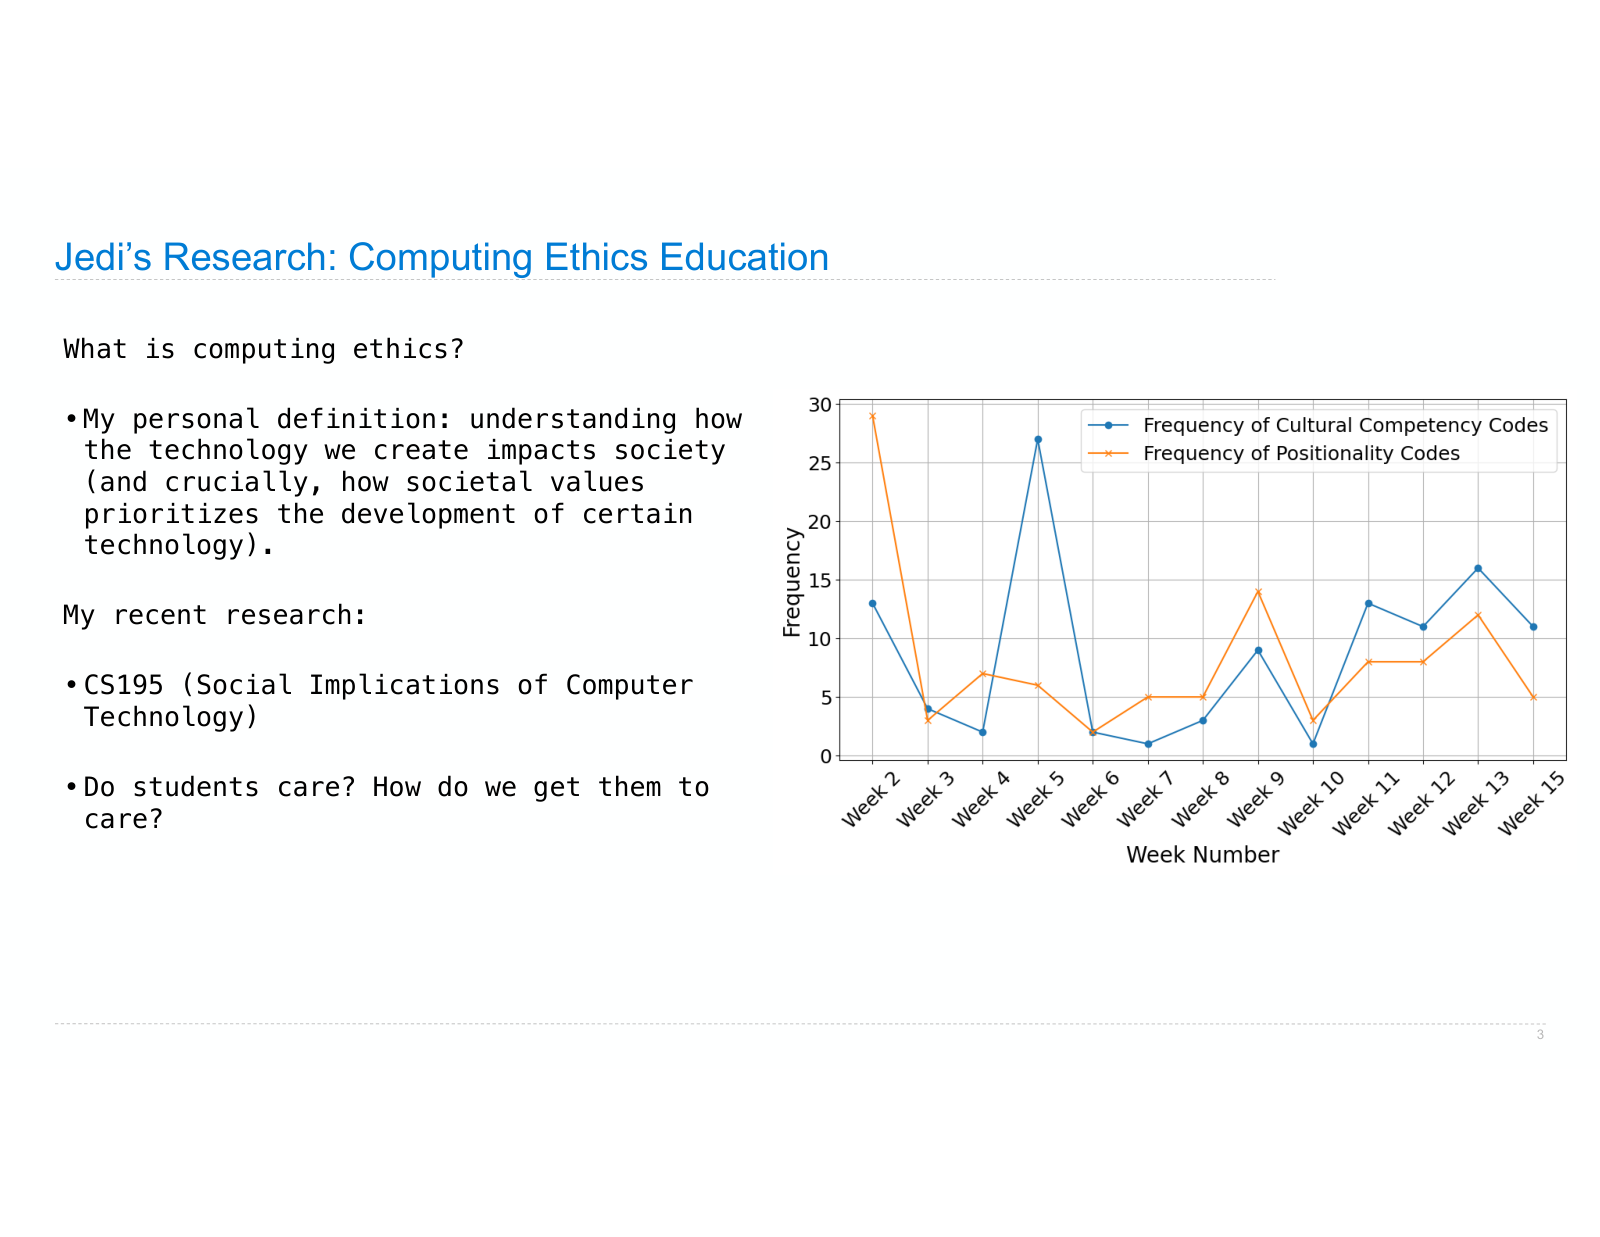 Jedi’s Research: Computing Ethics Education
What is computing ethics?
•My personal definition: understanding how
the technology we create impacts society
(and crucially, how societal values
prioritizes the development of certain
technology).
My recent research:
•CS195 (Social Implications of Computer
Technology)
•Do students care? How do we get them to
care?
30
25
20
15
10
5
0
Frequency
Frequency of Cultural Competency Codes
Frequency of Positionality Codes
Week 2
Week 3
Week 4
Week 5
Week 6
Week 7
Week 8
Week 9
Week 10
Week 11
Week 12
Week 13
Week 15
Week Number
3